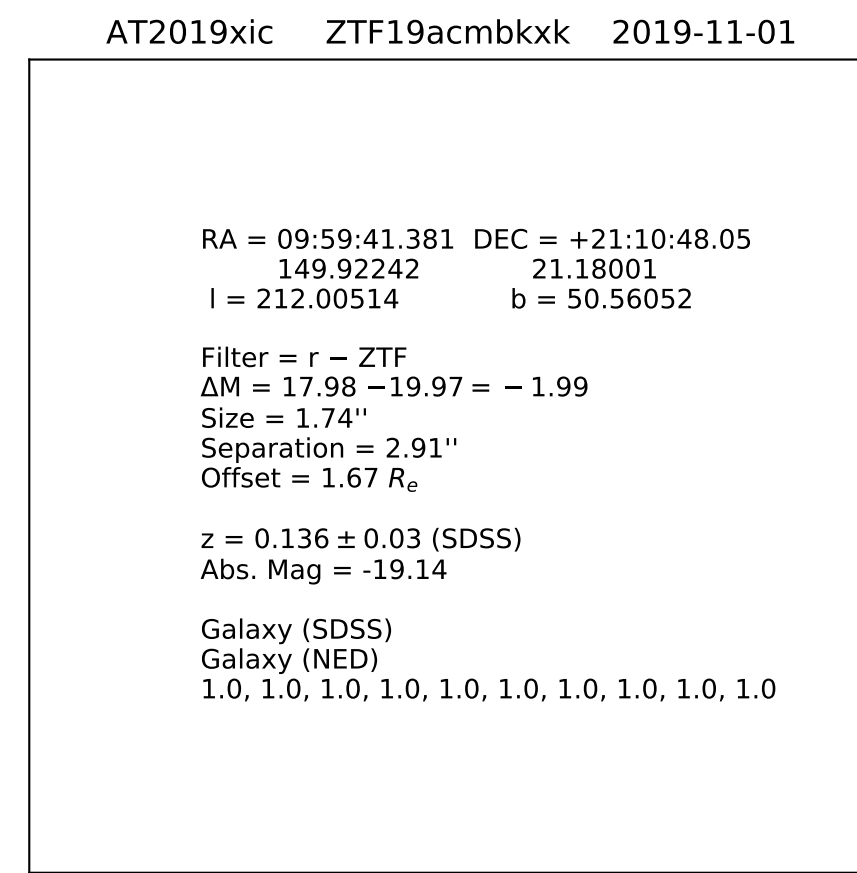 AT2019xic ZTF19acmbkxk 2019-11-01
RA = 09:59:41.381 DEC = +21:10:48.05
149.92242 21.18001
l = 212.00514 b = 50.56052
Filter = r − ZTF
ΔM = 17.98 −19.97 = − 1.99
Size = 1.74''
Separation = 2.91''
Offset = 1.67 Re
z = 0.136 ± 0.03 (SDSS)
Abs. Mag = -19.14
Galaxy (SDSS)
Galaxy (NED)
1.0, 1.0, 1.0, 1.0, 1.0, 1.0, 1.0, 1.0, 1.0, 1.0